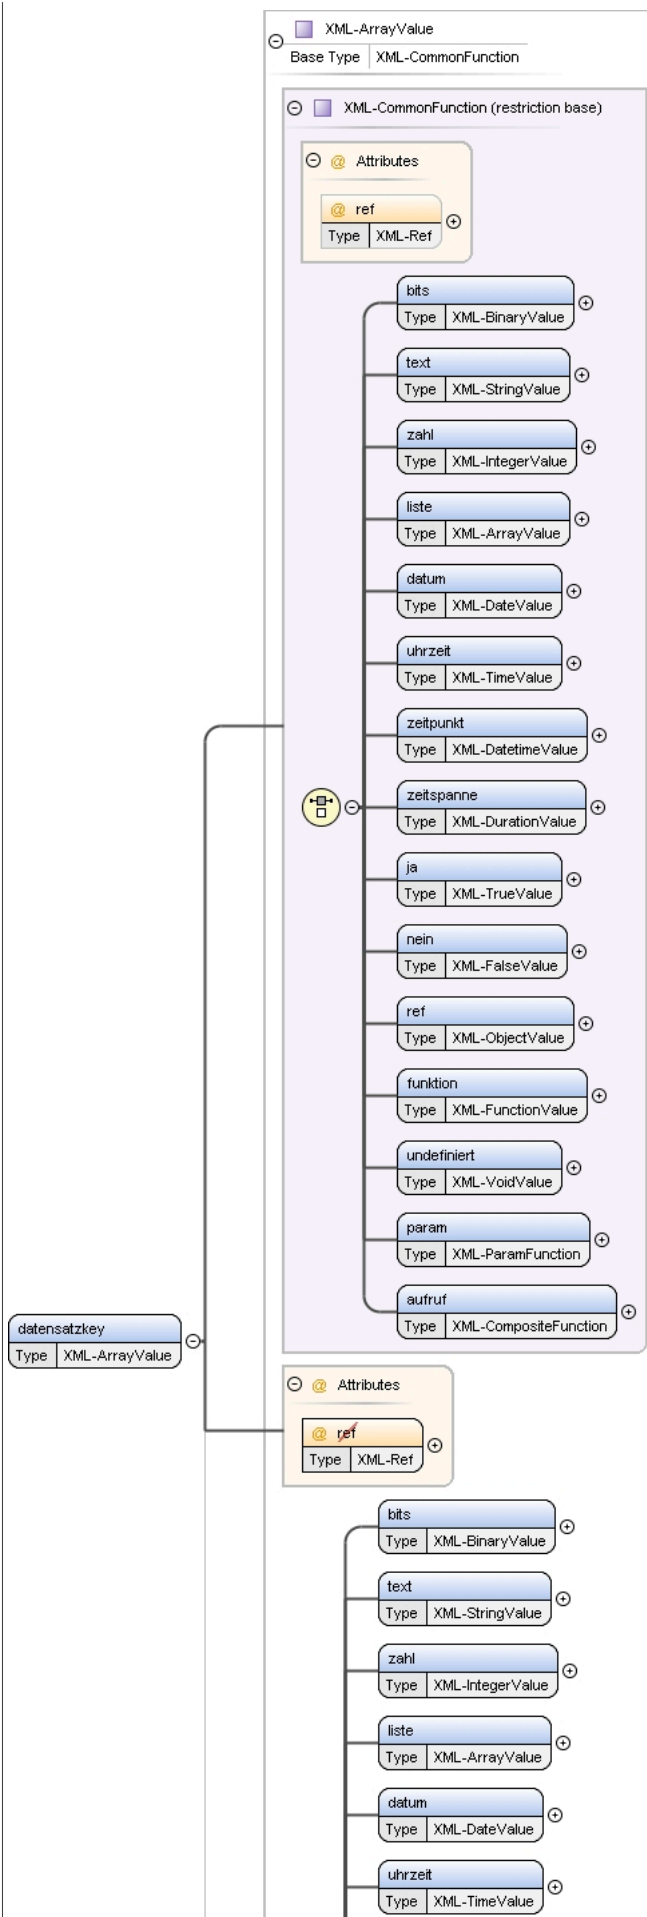 XML-ArrayValue
Base Type XML-CommonFunction
XML-CommonFunction (restriction base)
@ Attributes
@ ref
Type XML-Ref
bits
Type XML-BinaryValue
text
Type XML-StringValue
zahl
Type XML-IntegerValue
liste
Type XML-ArrayValue
datum
Type XML-DateValue
uhrzeit
Type XML-TimeValue
zeitpunkt
Type XML-DatetimeValue
zeitspanne
Type XML-DurationValue
ja
Type XML-TrueValue
nein
Type XML-FalseValue
ref
Type XML-ObjectValue
funktion
Type XML-FunctionValue
undefiniert
Type XML-VoidValue
param
Type XML-ParamFunction
aufruf
Type XML-CompositeFunction
datensatzkey
Type XML-ArrayValue
@ Attributes
@ ref
Type XML-Ref
bits
Type XML-BinaryValue
text
Type XML-StringValue
zahl
Type XML-IntegerValue
liste
Type XML-ArrayValue
datum
Type XML-DateValue
uhrzeit
Type XML-TimeValue